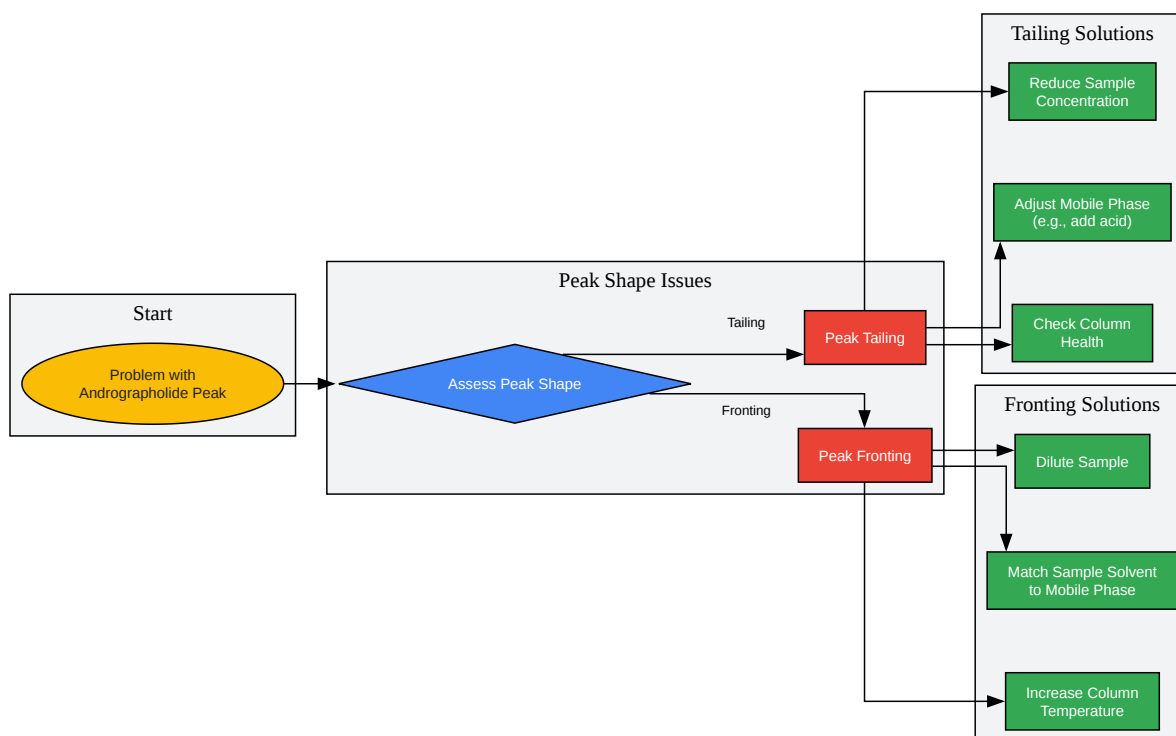 Start
Problem with
Andrographolide Peak
Peak Shape Issues
Assess Peak Shape
Tailing
Fronting
Peak Tailing
Peak Fronting
Tailing Solutions
Reduce Sample
Concentration
Adjust Mobile Phase
(e.g., add acid)
Check Column
Health
Fronting Solutions
Dilute Sample
Match Sample Solvent
to Mobile Phase
Increase Column
Temperature